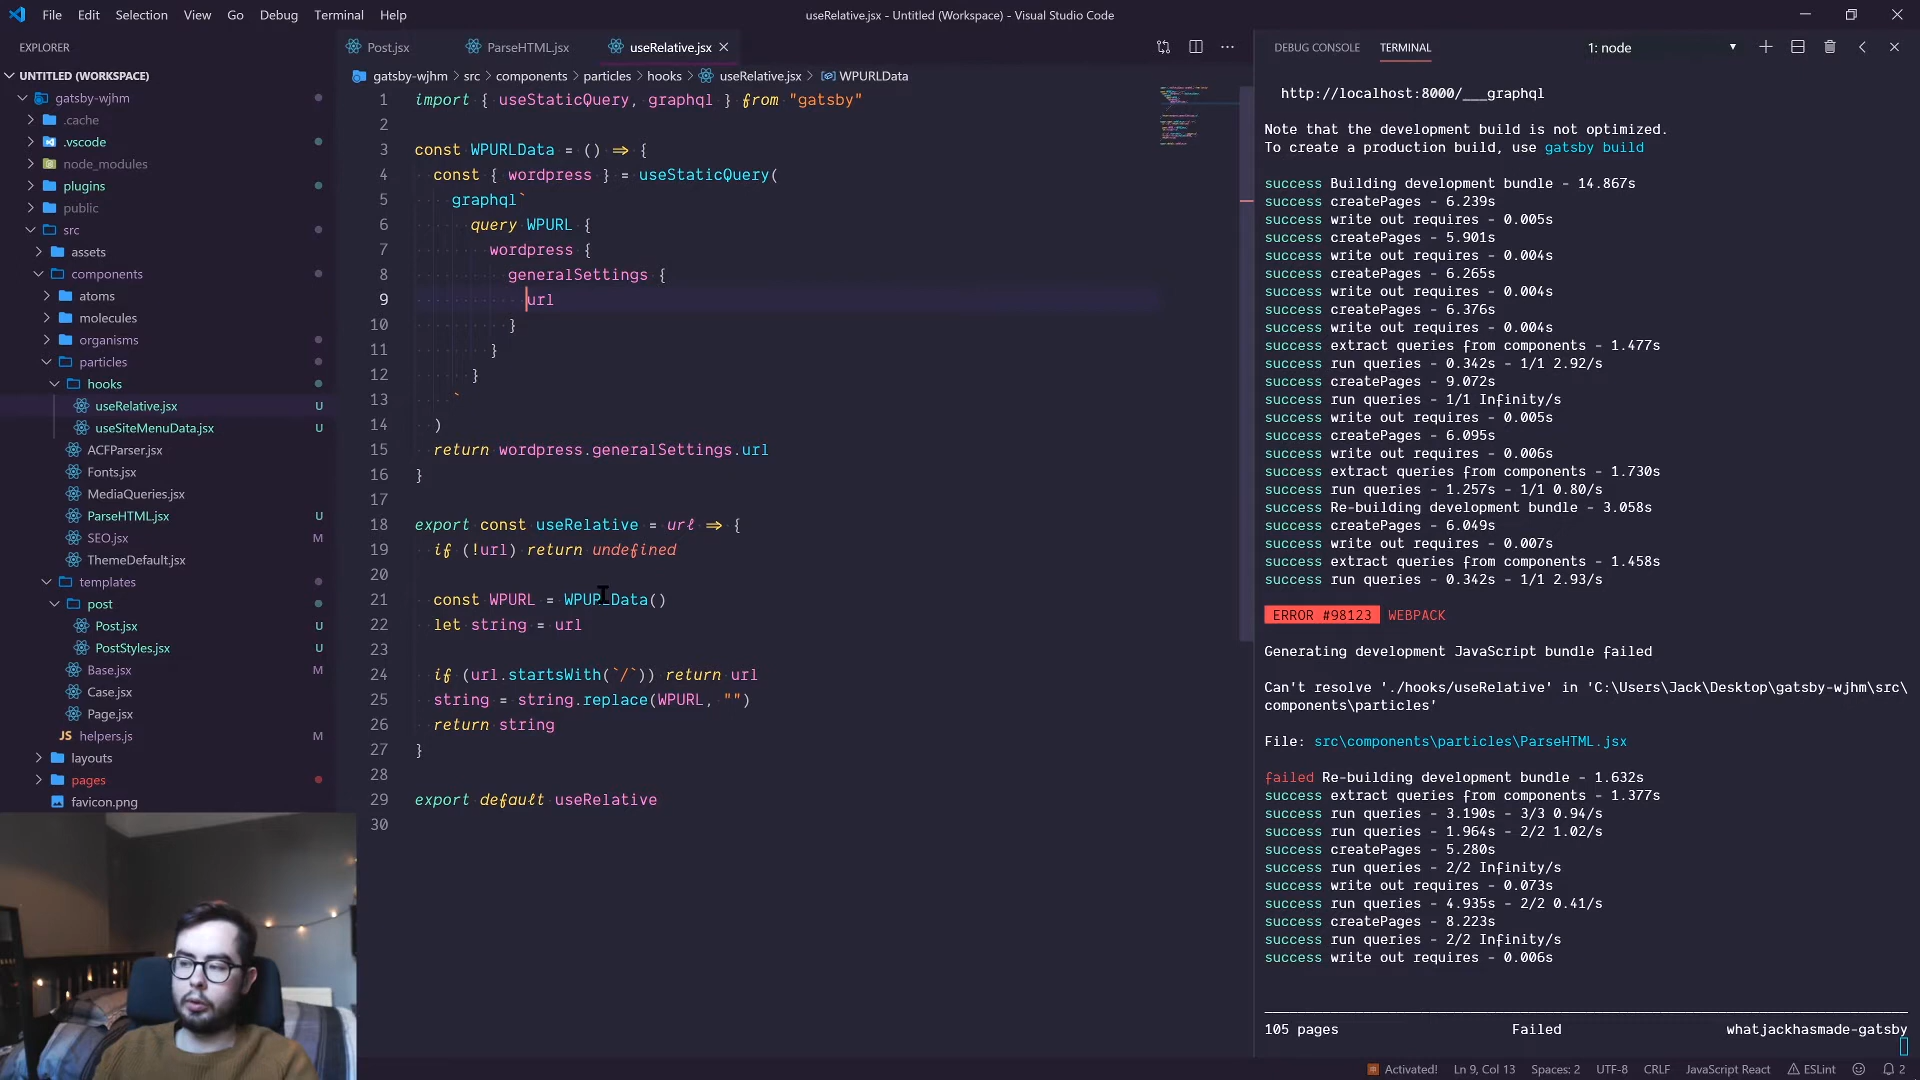 File Edit Selection View Go Debug Terminal Help
useRelative.jsx - Untitled (Workspace) - Visual Studio Code
EXPLORER
UNTITLED (WORKSPACE)
gatsby-wjhm
.cache
.vscode
node_modules
plugins
public
src
assets
components
atoms
molecules
organisms
particles
hooks
useRelative.jsx U
useSiteMenuData.jsx U
ACFParser.jsx
Fonts.jsx
MediaQueries.jsx
ParseHTML.jsx U
SEO.jsx M
ThemeDefault.jsx
templates
post
Post.jsx U
PostStyles.jsx U
Base.jsx M
Case.jsx
Page.jsx
JS helpers.js M
layouts
pages
favicon.png
Post.jsx ParseHTML.jsx useRelative.jsx
gatsby-wjhm > src > components > particles > hooks > useRelative.jsx > WPURLData
1 import { useStaticQuery, graphql } from "gatsby"
2
3 const WPURLData = () => {
4 const { wordpress } = useStaticQuery(
5 graphql`
6 query WPURL {
7 wordpress {
8 generalSettings {
9 url
10 }
11 }
12 }
13 `
14 )
15 return wordpress.generalSettings.url
16 }
17
18 export const useRelative = url => {
19 if (!url) return undefined
20
21 const WPURL = WPURLData()
22 let string = url
23
24 if (url.startsWith(`/`)) return url
25 string = string.replace(WPURL, "")
26 return string
27 }
28
29 export default useRelative
30
DEBUG CONSOLE TERMINAL 1: node
http://localhost:8000/___graphql
Note that the development build is not optimized.
To create a production build, use gatsby build
success Building development bundle - 14.867s
success createPages - 6.239s
success write out requires - 0.005s
success createPages - 5.901s
success write out requires - 0.004s
success createPages - 6.265s
success write out requires - 0.004s
success createPages - 6.376s
success write out requires - 0.004s
success extract queries from components - 1.477s
success run queries - 0.342s - 1/1 2.92/s
success createPages - 9.072s
success run queries - 1/1 Infinity/s
success write out requires - 0.005s
success createPages - 6.095s
success write out requires - 0.006s
success extract queries from components - 1.730s
success run queries - 1.257s - 1/1 0.80/s
success Re-building development bundle - 3.058s
success createPages - 6.049s
success write out requires - 0.007s
success extract queries from components - 1.458s
success run queries - 0.342s - 1/1 2.93/s
ERROR #98123 WEBPACK
Generating development JavaScript bundle failed
Can't resolve './hooks/useRelative' in 'C:\Users\Jack\Desktop\gatsby-wjhm\src\
components\particles'
File: src\components\particles\ParseHTML.jsx
failed Re-building development bundle - 1.632s
success extract queries from components - 1.377s
success run queries - 3.190s - 3/3 0.94/s
success run queries - 1.964s - 2/2 1.02/s
success createPages - 5.280s
success run queries - 2/2 Infinity/s
success write out requires - 0.073s
success run queries - 4.935s - 2/2 0.41/s
success createPages - 8.223s
success run queries - 2/2 Infinity/s
success write out requires - 0.006s
105 pages Failed whatjackhasmade-gatsby
Activated! Ln 9, Col 13 Spaces: 2 UTF-8 CRLF JavaScript React ESLint 2